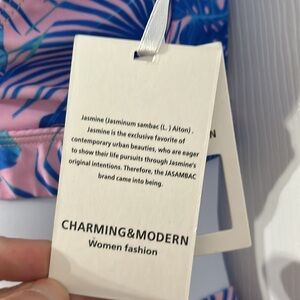 Jasmine (Jasminum sambac (L. ) Aiton) ,
Jasmine is the exclusive favorite of
contemporary urban beauties, who are eager
to show their life pursuits through Jasmine's
original intentions. Therefore, the JASAMBAC
brand came into being.
CHARMING&MODERN
Women fashion